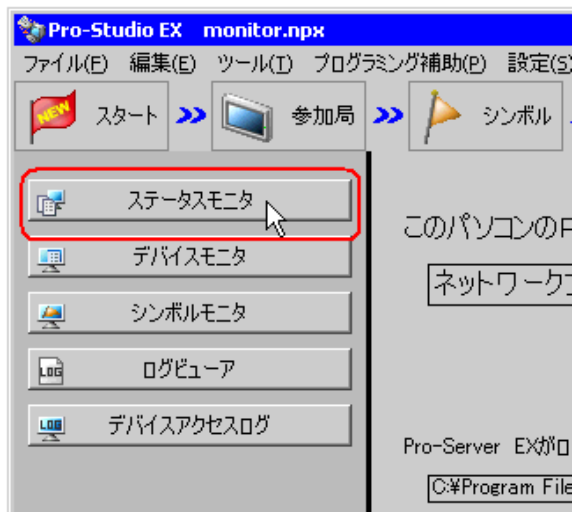 Pro-Studio EX monitor.npx
ファイル(F) 編集(E) ツール(T) プログラミング補助(P) 設定(S)
NEW スタート 参加局 シンボル
ステータスモニタ
このパソコンのP
デバイスモニタ
ネットワークプ
シンボルモニタ
LOG ログビューア
LOG デバイスアクセスログ
Pro-Server EXがロ
C:¥Program File